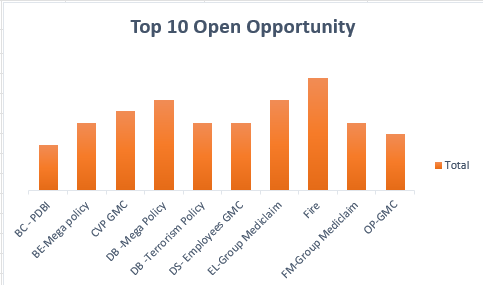 Top 10 Open Opportunity
BC - PDBI
BE-Mega policy
CVP GMC
DB -Mega Policy
DB -Terrorism Policy
DS- Employees GMC
EL-Group Mediclaim
Fire
FM-Group Mediclaim
OP-GMC
Total